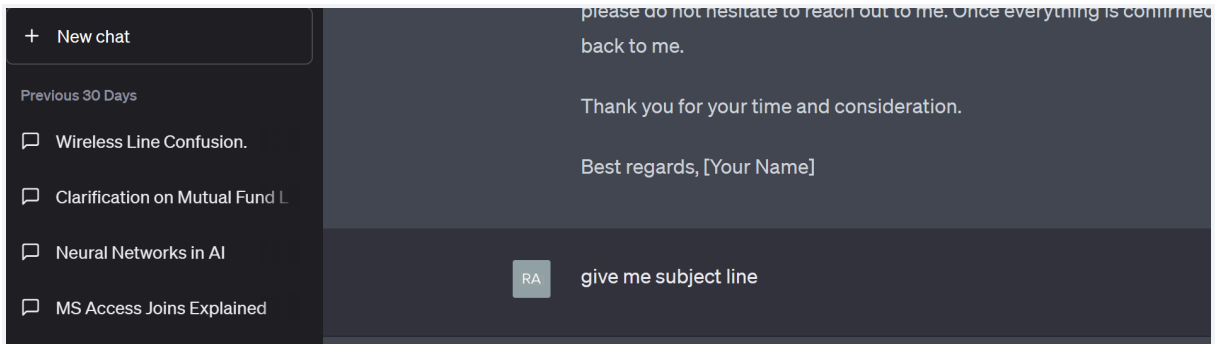 + New chat
Previous 30 Days
Wireless Line Confusion.
Clarification on Mutual Fund L
Neural Networks in AI
MS Access Joins Explained
please do not hesitate to reach out to me. Once everything is confirmed
back to me.
Thank you for your time and consideration.
Best regards, [Your Name]
RA
give me subject line